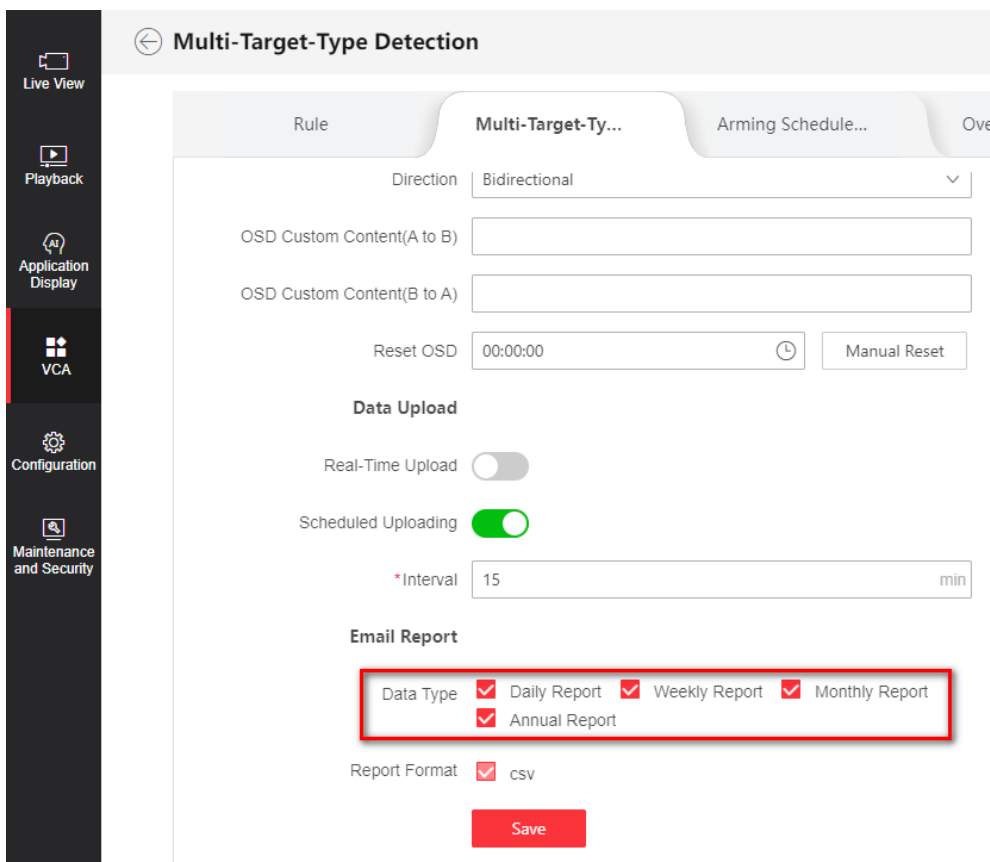 Multi-Target-Type Detection
Live View
Playback
AI
Application
Display
VCA
Configuration
Maintenance
and Security
Rule
Multi-Target-Ty...
Arming Schedule...
Ove
Direction Bidirectional
OSD Custom Content(A to B)
OSD Custom Content(B to A)
Reset OSD 00:00:00 Manual Reset
Data Upload
Real-Time Upload
Scheduled Uploading
*Interval 15 min
Email Report
Data Type Daily Report Weekly Report Monthly Report
Annual Report
Report Format csv
Save